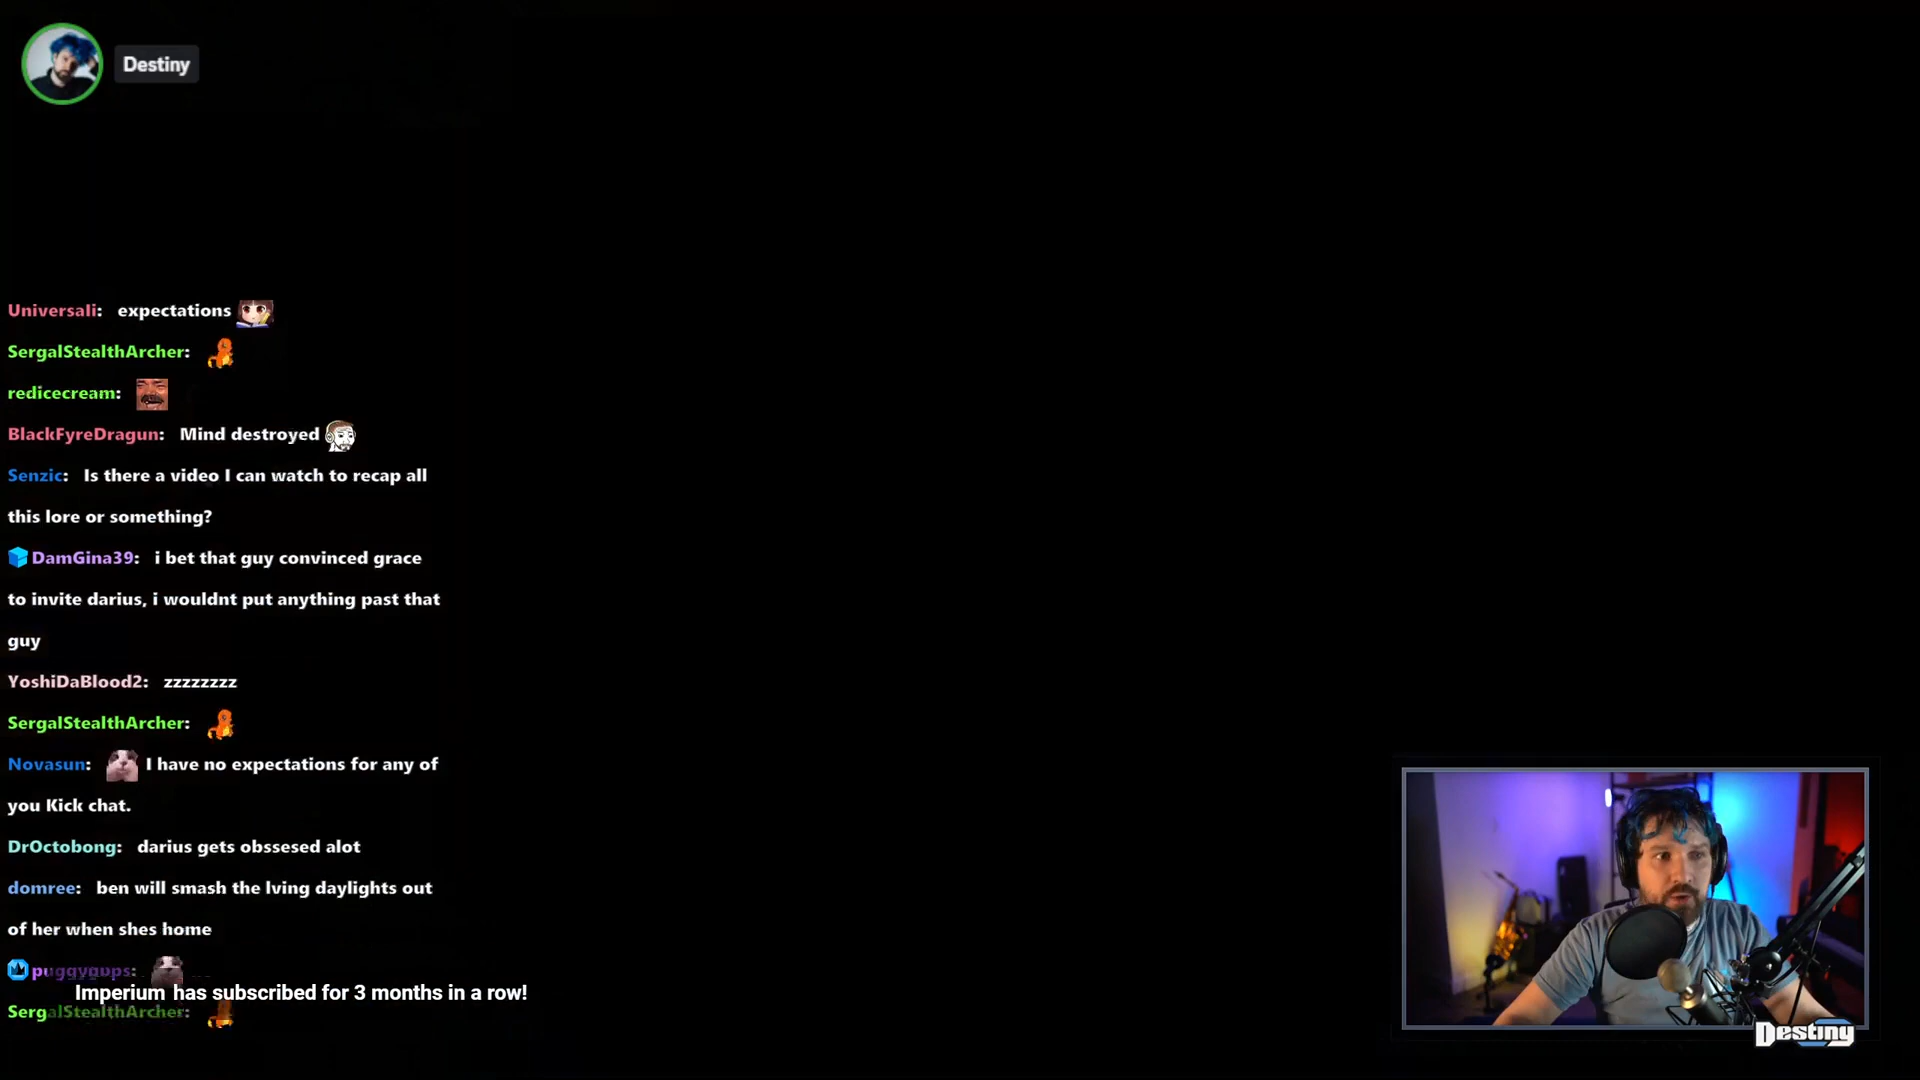 Destiny
Universali: expectations
SergalStealthArcher:
redicecream:
BlackFyreDragun: Mind destroyed
Senzic: Is there a video I can watch to recap all
this lore or something?
DamGina39: i bet that guy convinced grace
to invite darius, i wouldnt put anything past that
guy
YoshiDaBlood2: zzzzzzzz
SergalStealthArcher:
Novasun: I have no expectations for any of
you Kick chat.
DrOctobong: darius gets obssesed alot
domree: ben will smash the lving daylights out
of her when shes home
puggygups:
Imperium has subscribed for 3 months in a row!
SergalStealthArcher:
Destiny